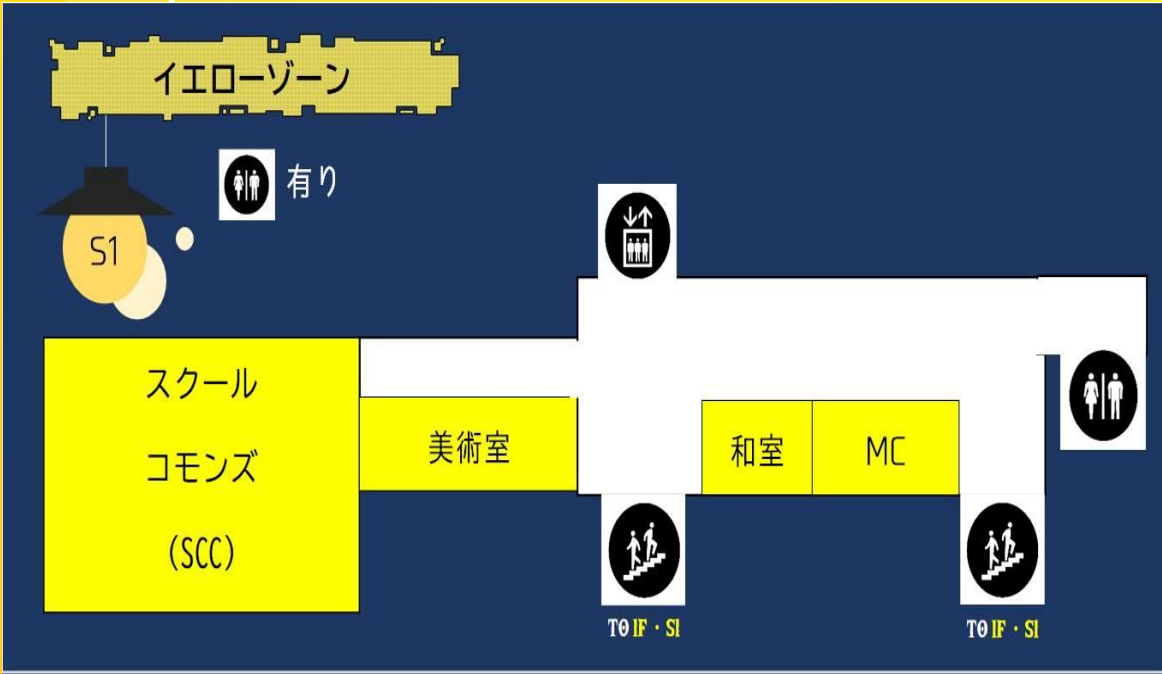 イエローゾーン
有り
S1
スクール
コモンズ
(SCC)
美術室
和室
MC
TO 1F・S1
TO 1F・S1